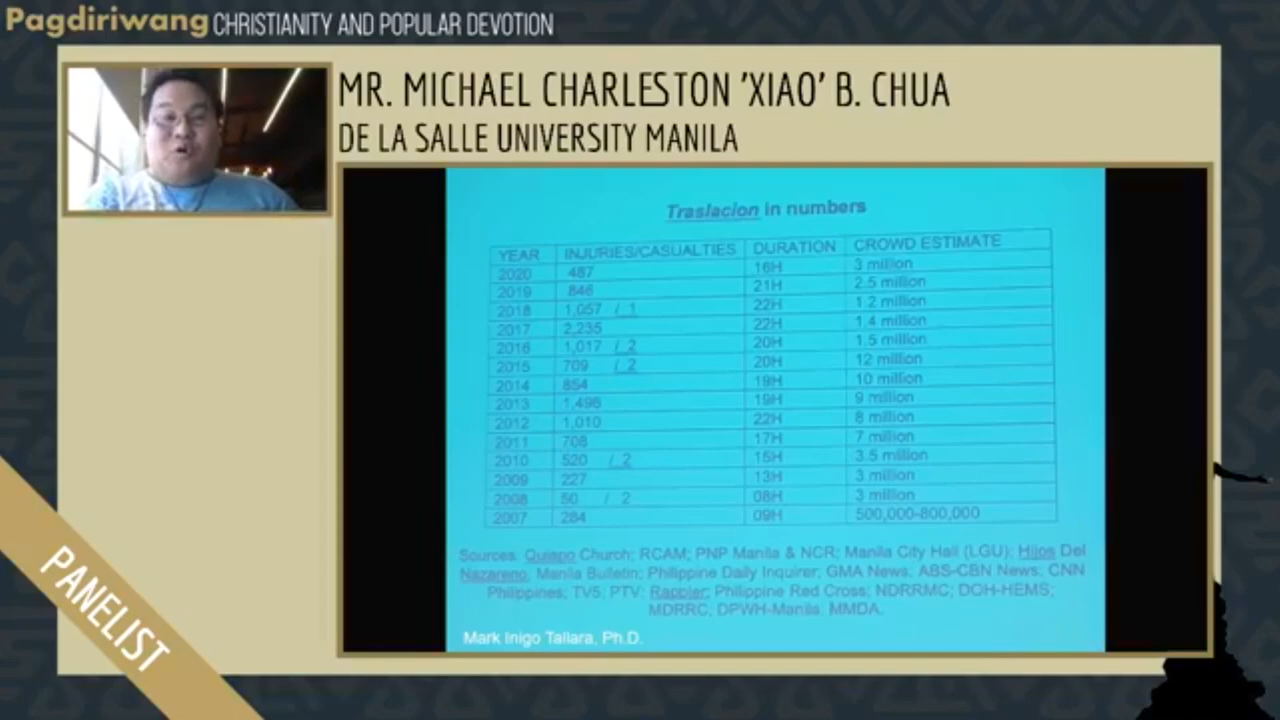 Pagdiriwang CHRISTIANITY AND POPULAR DEVOTION
MR. MICHAEL CHARLESTON 'XIAO' B. CHUA
DE LA SALLE UNIVERSITY MANILA
Traslacion in numbers
YEAR INJURIES/CASUALTIES DURATION CROWD ESTIMATE
2020 487 16H 3 million
2019 846 21H 2.5 million
2018 1,057 / 1 22H 1.2 million
2017 2,235 22H 1.4 million
2016 1,017 / 2 20H 1.5 million
2015 709 / 2 20H 12 million
2014 854 19H 10 million
2013 1,498 19H 9 million
2012 1,010 22H 8 million
2011 708 17H 7 million
2010 520 / 2 15H 3.5 million
2009 227 13H 3 million
2008 50 / 2 08H 3 million
2007 284 09H 500,000-800,000
Sources: Quiapo Church; RCAM; PNP Manila & NCR; Manila City Hall (LGU); Hijos Del
Nazareno, Manila Bulletin; Philippine Daily Inquirer; GMA News; ABS-CBN News; CNN
Philippines; TV5; PTV; Rappler; Philippine Red Cross; NDRRMC; DOH-HEMS;
MDRRC; DPWH-Manila, MMDA.
Mark Inigo Tallara, Ph.D.
PANELIST